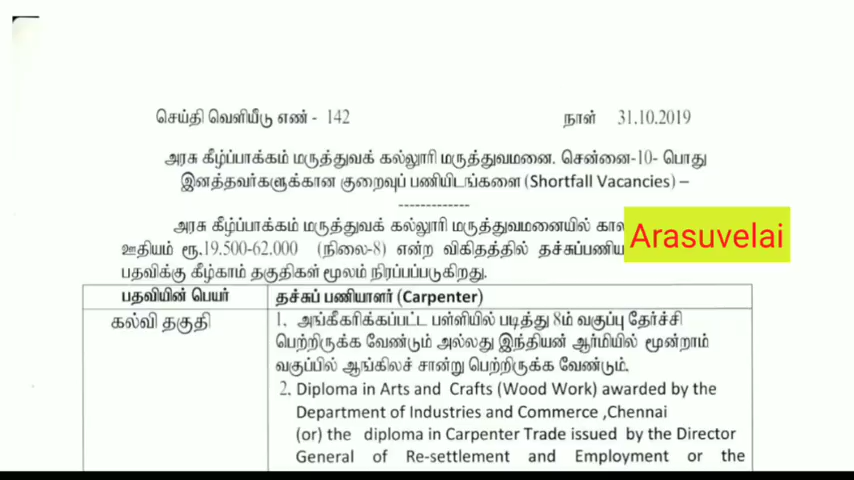 செய்தி வெளியீடு எண் - 142 நாள் 31.10.2019
அரசு கீழ்ப்பாக்கம் மருத்துவக் கல்லூரி மருத்துவமனை. சென்னை-10- பொது
இனத்தவர்களுக்கான குறைவுப் பணியிடங்களை (Shortfall Vacancies) –
-------------
அரசு கீழ்ப்பாக்கம் மருத்துவக் கல்லூரி மருத்துவமனையில்
Arasuvelai
ஊதியம் ரூ.19.500-62.000 (நிலை-8) என்ற விகிதத்தில்
பதவிக்கு கீழ்காம் தகுதிகள் மூலம் நிரப்பப்படுகிறது.
பதவியின் பெயர் தச்சுப் பணியாளர் (Carpenter)
கல்வி தகுதி 1. அங்கீகரிக்கப்பட்ட பள்ளியில் படித்து 8ம் வகுப்பு தேர்ச்சி
பெற்றிருக்க வேண்டும் அல்லது இந்தியன் ஆர்மியில் மூன்றாம்
வகுப்பில் ஆங்கிலச் சான்று பெற்றிருக்க வேண்டும்.
2. Diploma in Arts and Crafts (Wood Work) awarded by the
Department of Industries and Commerce ,Chennai
(or) the diploma in Carpenter Trade issued by the Director
General of Re-settlement and Employment or the